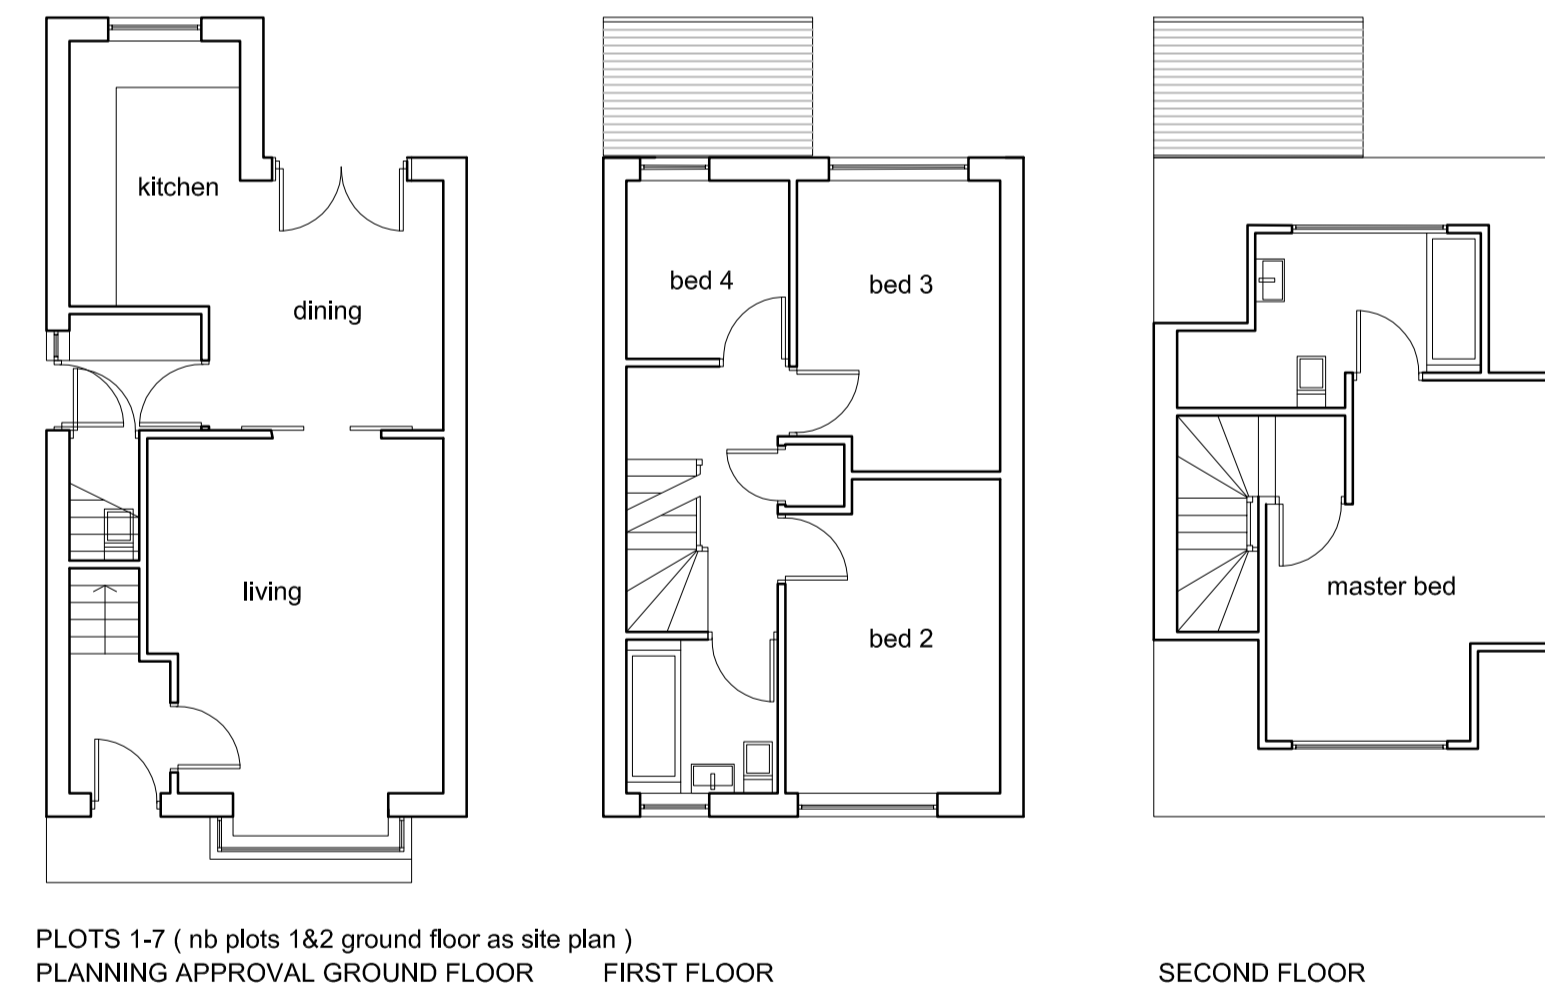 kitchen
dining
living
bed 4
bed 3
bed 2
master bed
PLOTS 1-7 ( nb plots 1&2 ground floor as site plan )
PLANNING APPROVAL GROUND FLOOR
FIRST FLOOR
SECOND FLOOR